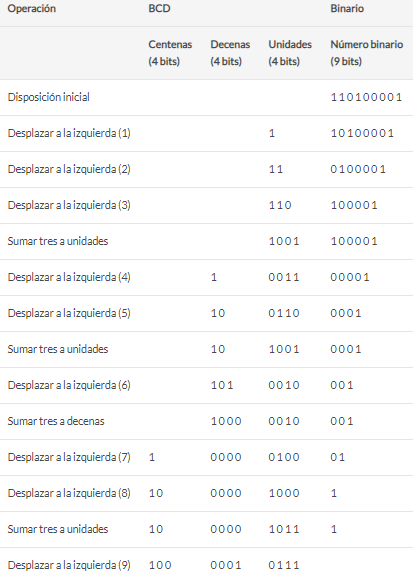 Operación BCD Binario
Centenas (4 bits) Decenas (4 bits) Unidades (4 bits) Número binario (9 bits)
Disposición inicial 110100001
Desplazar a la izquierda (1) 1 10100001
Desplazar a la izquierda (2) 11 0100001
Desplazar a la izquierda (3) 110 100001
Sumar tres a unidades 1001 100001
Desplazar a la izquierda (4) 1 0011 00001
Desplazar a la izquierda (5) 10 0110 0001
Sumar tres a unidades 10 1001 0001
Desplazar a la izquierda (6) 101 0010 001
Sumar tres a decenas 1000 0010 001
Desplazar a la izquierda (7) 1 0000 0100 01
Desplazar a la izquierda (8) 10 0000 1000 1
Sumar tres a unidades 10 0000 1011 1
Desplazar a la izquierda (9) 100 0001 0111